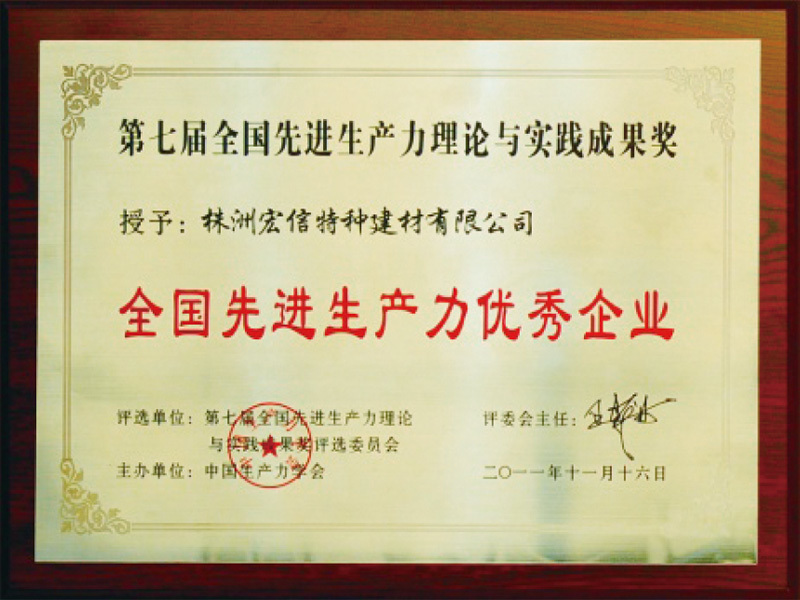 第七届全国先进生产力理论与实践成果奖
授予：株洲宏信特种建材有限公司
全国先进生产力优秀企业
评选单位：第七届全国先进生产力理论
与实践成果奖评选委员会
主办单位：中国生产力学会
评委会主任：
二〇一一年十一月十六日